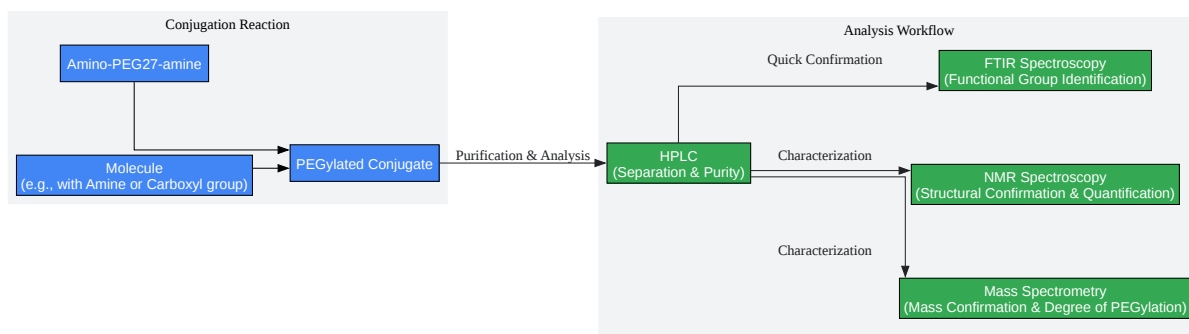 Conjugation Reaction
Amino-PEG27-amine
Molecule
(e.g., with Amine or Carboxyl group)
PEGylated Conjugate
Purification & Analysis
Analysis Workflow
Quick Confirmation
FTIR Spectroscopy
(Functional Group Identification)
HPLC
(Separation & Purity)
Characterization
NMR Spectroscopy
(Structural Confirmation & Quantification)
Characterization
Mass Spectrometry
(Mass Confirmation & Degree of PEGylation)